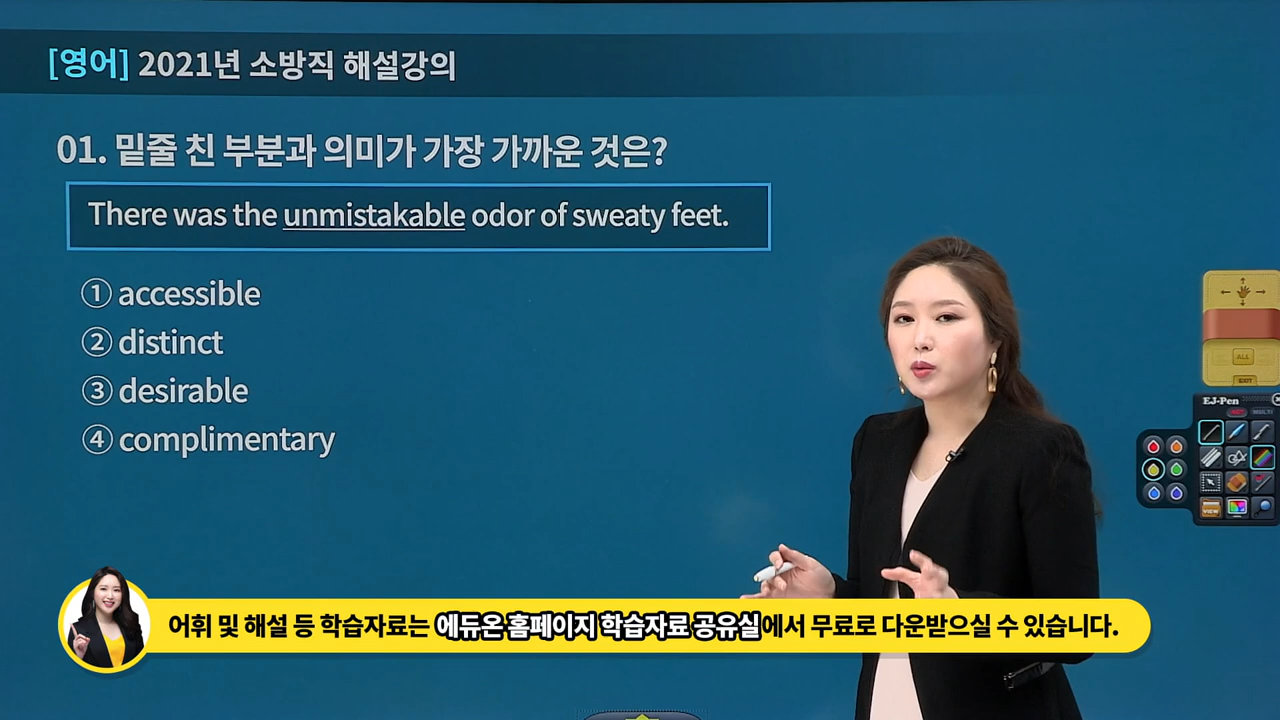 [영어] 2021년 소방직 해설강의
01. 밑줄 친 부분과 의미가 가장 가까운 것은?
There was the unmistakable odor of sweaty feet.
① accessible
② distinct
③ desirable
④ complimentary
ALL
EXIT
EJ-Pen
MULTI
VIEW
어휘 및 해설 등 학습자료는 에듀온 홈페이지 학습자료 공유실에서 무료로 다운받으실 수 있습니다.